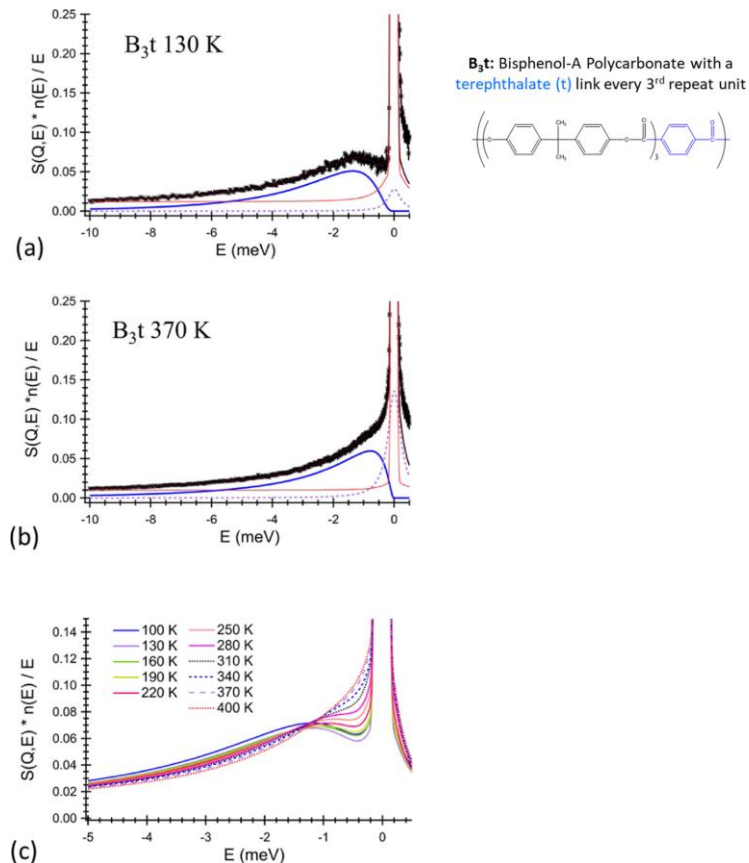 B₃t 130 K
S(Q,E) * n(E) / E
0.25
0.20
0.15
0.10
0.05
0.00
-10 -8 -6 -4 -2 0
E (meV)
(a)
B₃t: Bisphenol-A Polycarbonate with a
terephthalate (t) link every 3rd repeat unit
O
CH₃
CH₃
O
O
3
O
B₃t 370 K
S(Q,E) *n(E) / E
0.25
0.20
0.15
0.10
0.05
0.00
-10 -8 -6 -4 -2 0
E (meV)
(b)
S(Q,E) * n(E) / E
0.14
0.12
0.10
0.08
0.06
0.04
0.02
0.00
100 K 250 K
130 K 280 K
160 K 310 K
190 K 340 K
220 K 370 K
400 K
-5 -4 -3 -2 -1 0
E (meV)
(c)